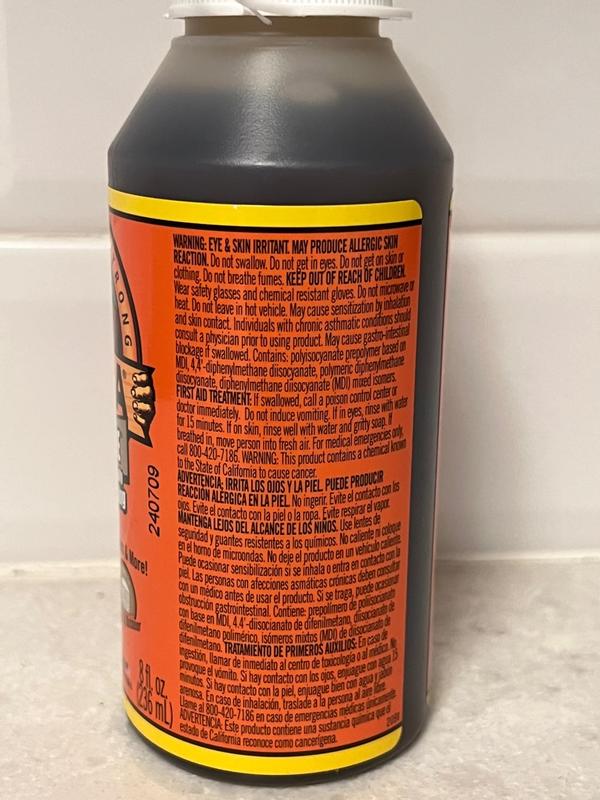 STRONG
WARNING: EYE & SKIN IRRITANT. MAY PRODUCE ALLERGIC SKIN
REACTION. Do not swallow. Do not get in eyes. Do not get on skin or
clothing. Do not breathe fumes. KEEP OUT OF REACH OF CHILDREN.
Wear safety glasses and chemical resistant gloves. Do not microwave or
heat. Do not leave in hot vehicle. May cause sensitization by inhalation
and skin contact. Individuals with chronic asthmatic conditions should
consult a physician prior to using product. May cause gastro-intestinal
blockage if swallowed. Contains: polyisocyanate prepolymer based on
MDI, 4,4'-diphenylmethane diisocyanate, polymeric diphenylmethane
diisocyanate, diphenylmethane diisocyanate (MDI) mixed isomers.
FIRST AID TREATMENT: If swallowed, call a poison control center or
doctor immediately. Do not induce vomiting. If in eyes, rinse with water
for 15 minutes. If on skin, rinse well with water and gritty soap. If
breathed in, move person into fresh air. For medical emergencies only,
call 800-420-7186. WARNING: This product contains a chemical known
to the State of California to cause cancer.
ADVERTENCIA: IRRITA LOS OJOS Y LA PIEL. PUEDE PRODUCIR
REACCIÓN ALÉRGICA EN LA PIEL. No ingerir. Evite el contacto con los
ojos. Evite el contacto con la piel o la ropa. Evite respirar el vapor.
MANTENGA LEJOS DEL ALCANCE DE LOS NIÑOS. Use lentes de
seguridad y guantes resistentes a los químicos. No caliente ni coloque
en el horno de microondas. No deje el producto en un vehículo caliente.
Puede ocasionar sensibilización si se inhala o entra en contacto con la
piel. Las personas con afecciones asmáticas crónicas deben consultar
con un médico antes de usar el producto. Si se traga, puede ocasionar
obstrucción gastrointestinal. Contiene: prepolímero de poliisocianato
con base en MDI, 4,4'-diisocianato de difenilmetano, diisocianato de
difenilmetano polimérico, isómeros mixtos (MDI) de diisocianato de
difenilmetano. TRATAMIENTO DE PRIMEROS AUXILIOS: En caso de
ingestión, llamar de inmediato al centro de toxicología o al médico. No
provoque el vómito. Si hay contacto con los ojos, enjuague con agua 15
minutos. Si hay contacto con la piel, enjuague bien con agua y jabón
arenosa. En caso de inhalación, traslade a la persona al aire libre.
Llame al 800-420-7186 en caso de emergencias médicas únicamente.
ADVERTENCIA: Este producto contiene una sustancia química que el
estado de California reconoce como cancerígena.
240709
& More!
8 fl. oz.
(236 mL)